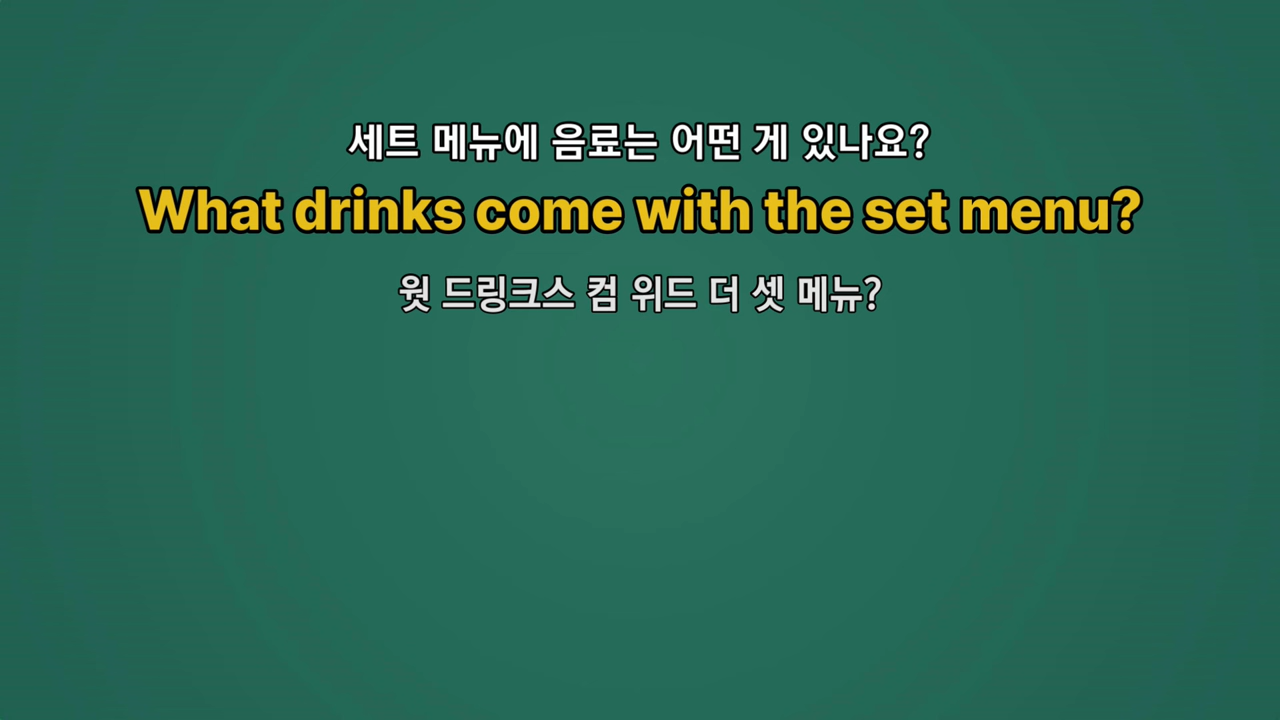 세트 메뉴에 음료는 어떤 게 있나요?
What drinks come with the set menu?
웟 드링크스 컴 위드 더 셋 메뉴?